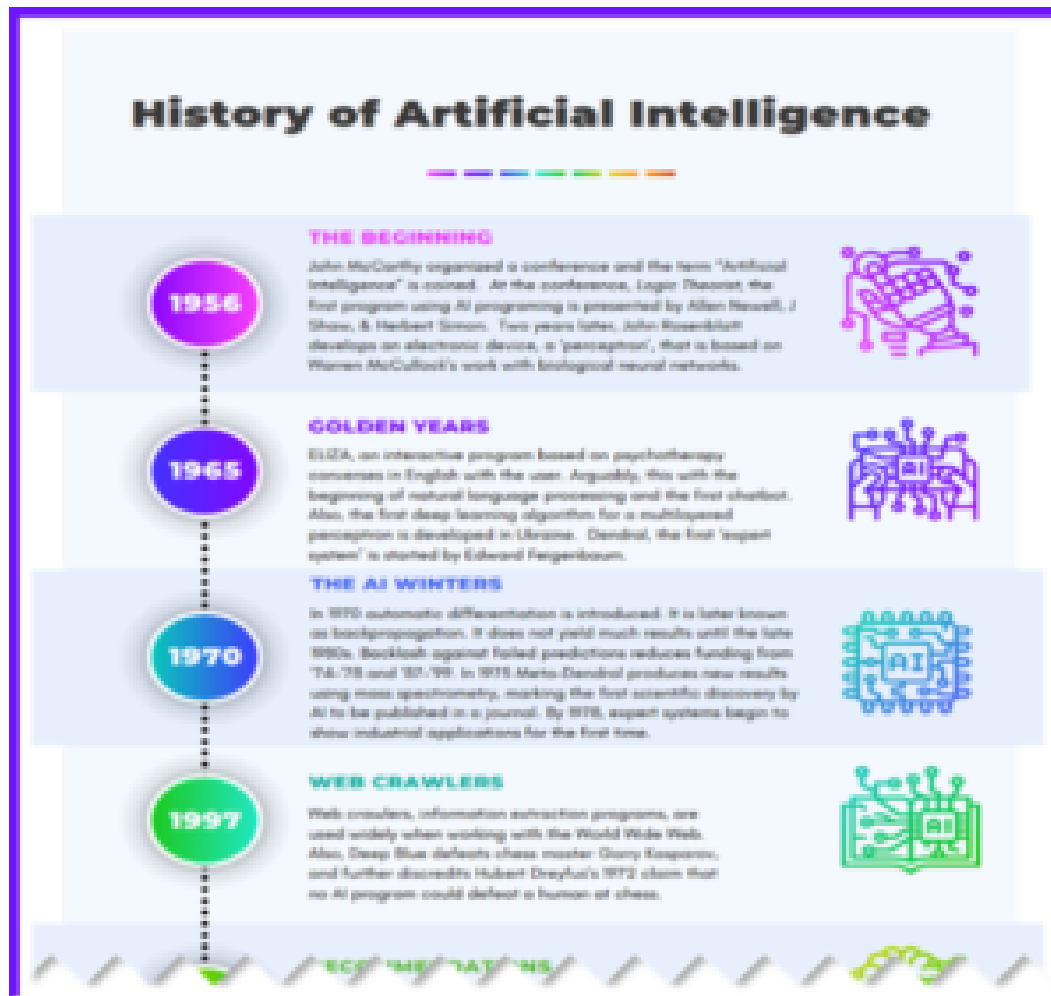 History of Artificial Intelligence
THE BEGINNING
1956
John McCarthy organized a conference and the term "Artificial
Intelligence" is coined. At the conference, Logic Theorist, the
first program using AI programing is presented by Allen Newell, J
Shaw, & Herbert Simon. Two years later, John Rosenblatt
develops an electronic device, a 'perceptron', that is based on
Warren McCullock's work with biological neural networks.
GOLDEN YEARS
1965
ELIZA, an interactive program based on psychotherapy
converses in English with the user. Arguably, this with the
beginning of natural language processing and the first chatbot.
Also, the first deep learning algorithm for a multilayered
perceptron is developed in Ukraine. Dendral, the first 'expert
system' is started by Edward Feigenbaum.
AI
THE AI WINTERS
1970
In 1970 automatic differentiation is introduced. It is later known
as backpropagation. It does not yield much results until the late
1980s. Backlash against failed predictions reduces funding from
and In 1975 Meta-Dendral produces new results
using mass spectrometry, marking the first scientific discovery by
AI to be published in a journal. By 1978, expert systems begin to
show industrial applications for the first time.
AI
WEB CRAWLERS
1997
Web crawlers, information extraction programs, are
used widely when working with the World Wide Web.
Also, Deep Blue defeats chess master Garry Kasparov,
and further discredits Hubert Dreyfus's 1972 claim that
no AI program could defeat a human at chess.
AI